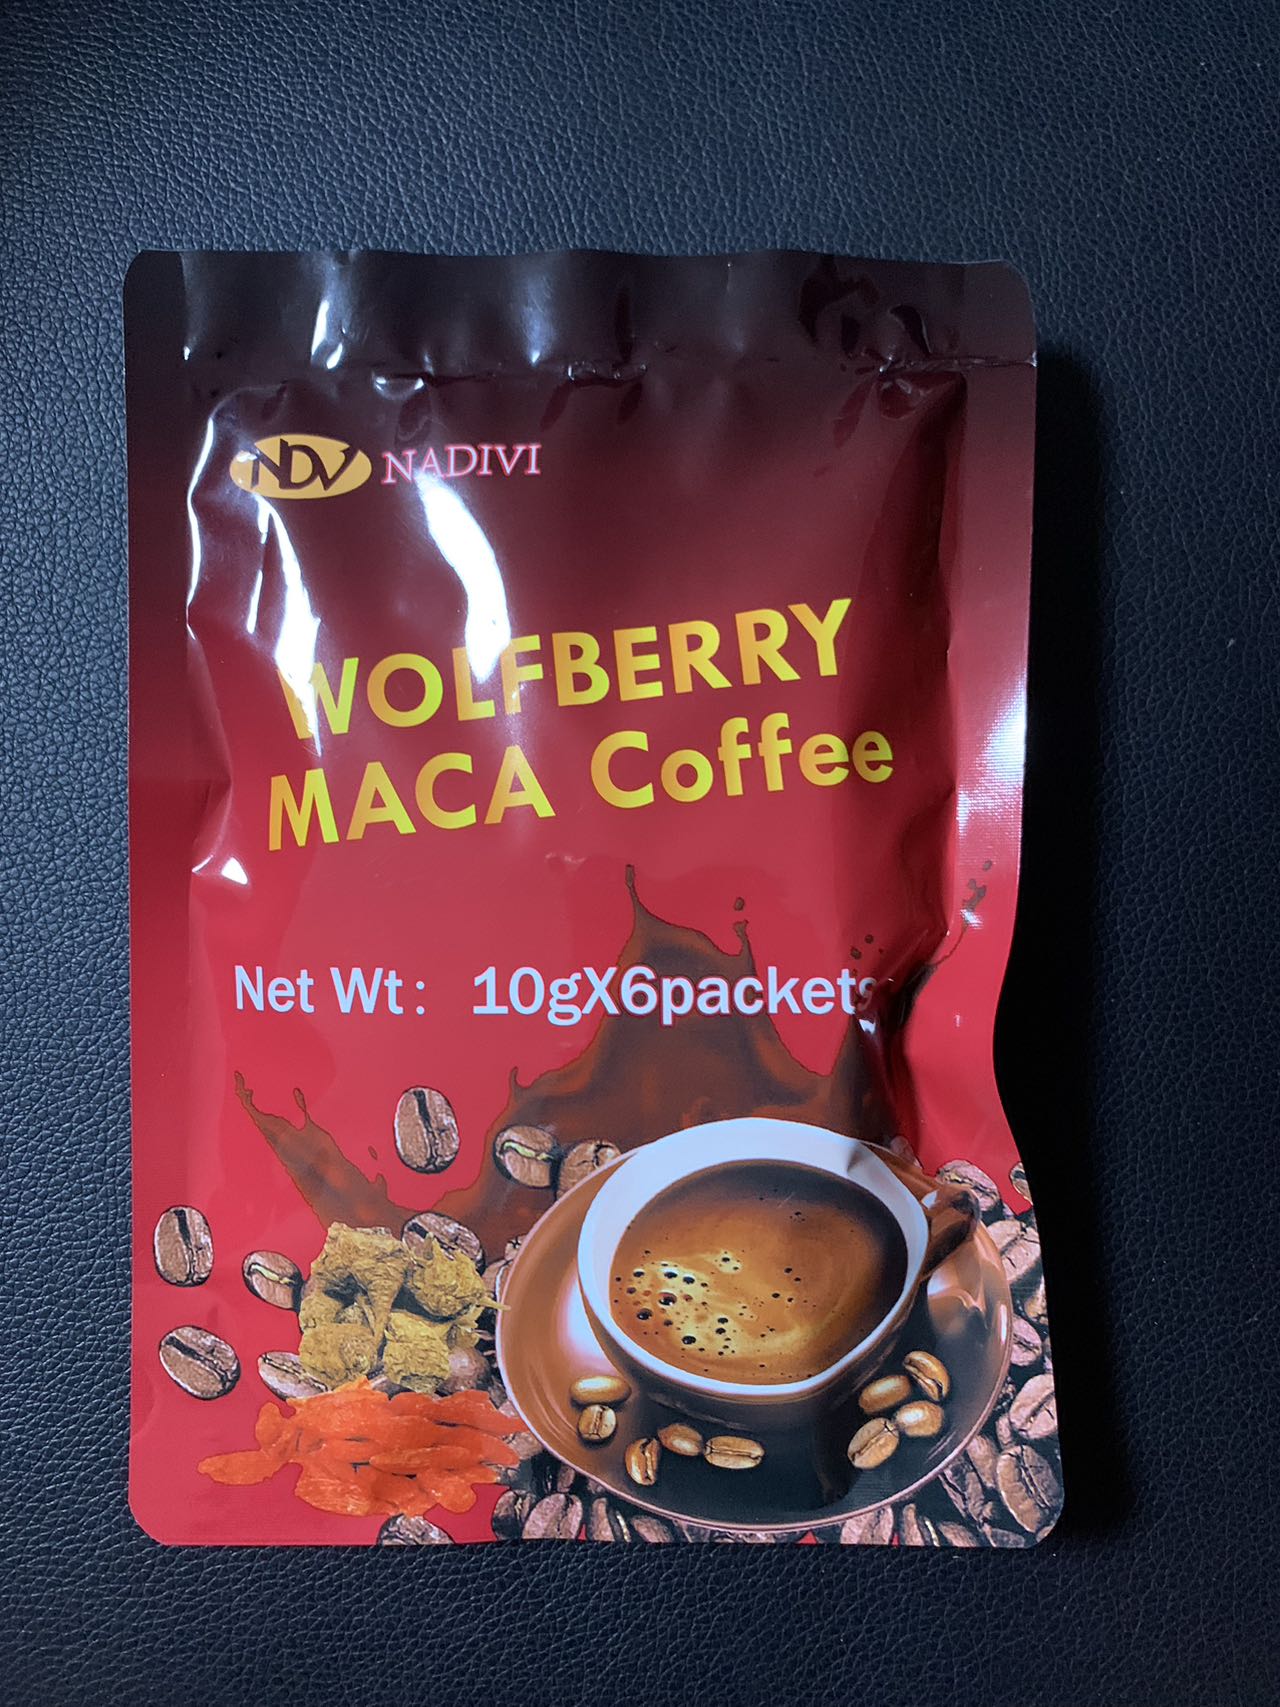 NDV NADIVI
WOLFBERRY
MACA Coffee
Net Wt: 10gX6packets